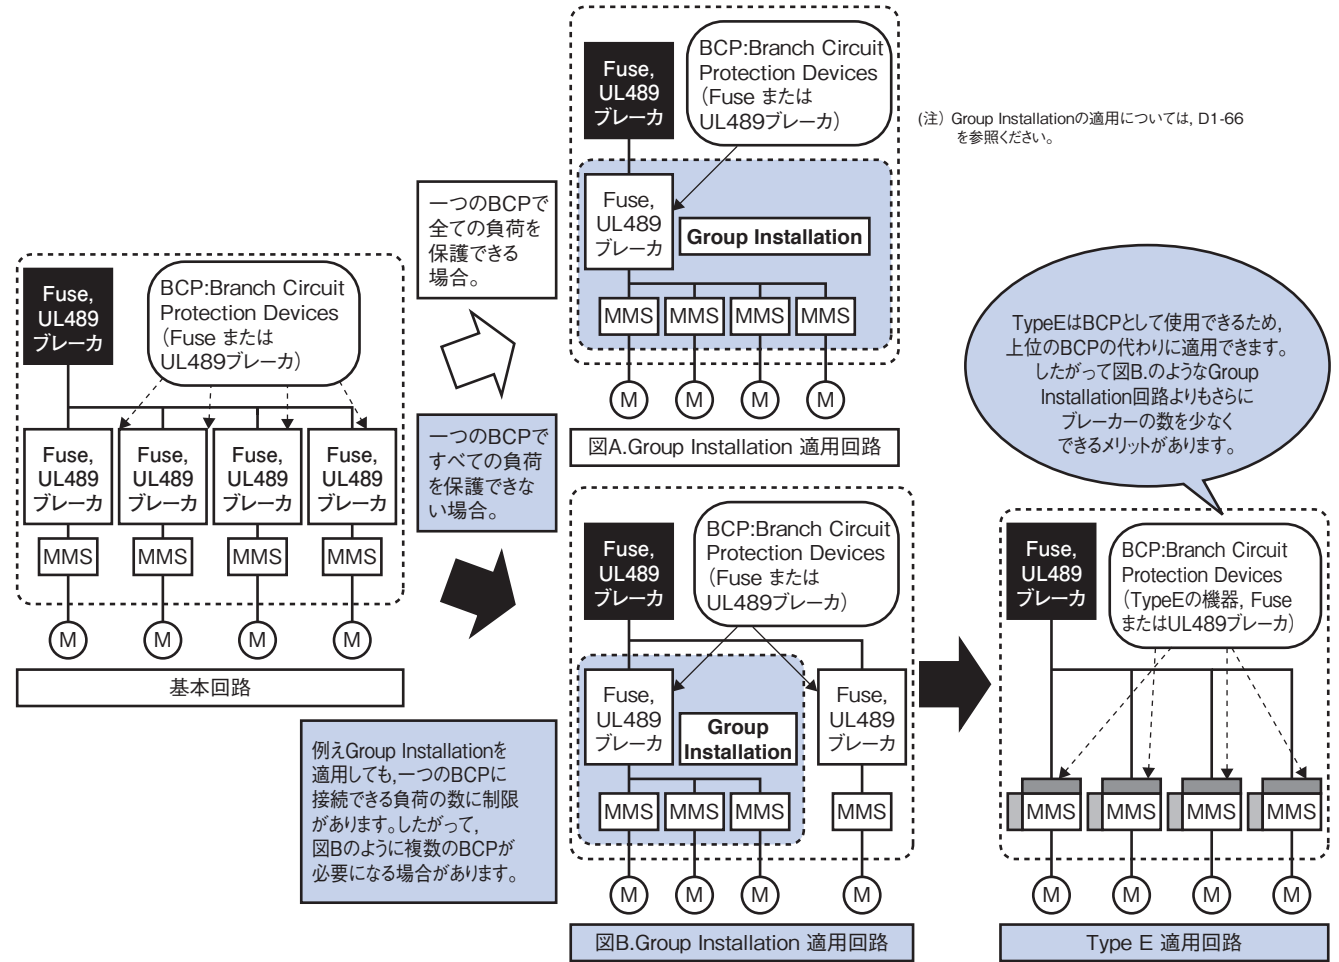 Fuse,
UL489
ブレーカ
BCP:Branch Circuit
Protection Devices
(Fuse または
UL489ブレーカ)
Fuse,
UL489
ブレーカ
Fuse,
UL489
ブレーカ
Fuse,
UL489
ブレーカ
Fuse,
UL489
ブレーカ
MMS
MMS
MMS
MMS
M
M
M
M
基本回路
一つのBCPで
全ての負荷を
保護できる
場合。
一つのBCPで
すべての負荷
を保護できな
い場合。
例えGroup Installationを
適用しても,一つのBCPに
接続できる負荷の数に制限
があります。したがって,
図Bのように複数のBCPが
必要になる場合があります。
Fuse,
UL489
ブレーカ
BCP:Branch Circuit
Protection Devices
(Fuse または
UL489ブレーカ)
Fuse,
UL489
ブレーカ
Group Installation
MMS
MMS
MMS
MMS
M
M
M
M
図A.Group Installation 適用回路
(注) Group Installationの適用については, D1-66
を参照ください。
Fuse,
UL489
ブレーカ
BCP:Branch Circuit
Protection Devices
(Fuse または
UL489ブレーカ)
Fuse,
UL489
ブレーカ
Group
Installation
Fuse,
UL489
ブレーカ
MMS
MMS
MMS
MMS
M
M
M
M
図B.Group Installation 適用回路
TypeEはBCPとして使用できるため,
上位のBCPの代わりに適用できます。
したがって図B.のようなGroup
Installation回路よりもさらに
ブレーカーの数を少なく
できるメリットがあります。
Fuse,
UL489
ブレーカ
BCP:Branch Circuit
Protection Devices
(TypeEの機器, Fuse
またはUL489ブレーカ)
MMS
MMS
MMS
MMS
M
M
M
M
Type E 適用回路